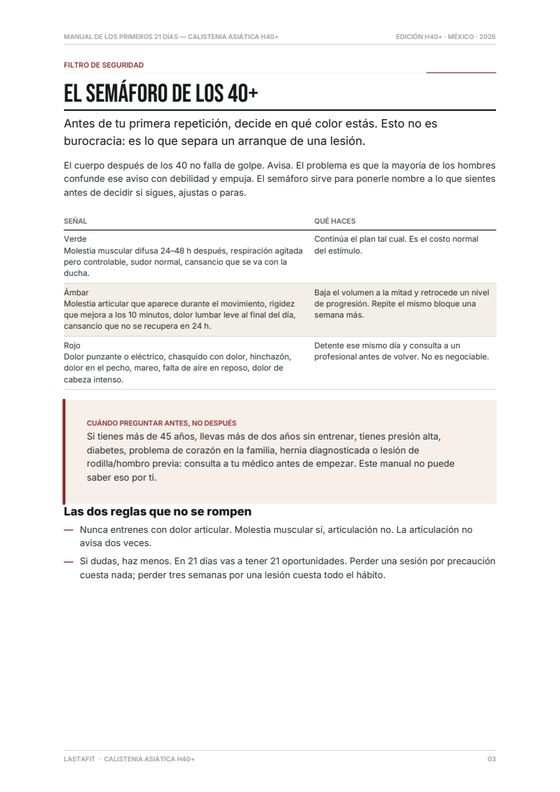 MANUAL DE LOS PRIMEROS 21 DÍAS — CALISTENIA ASIÁTICA H40+
EDICIÓN H40+ · MÉXICO · 2026
FILTRO DE SEGURIDAD
EL SEMÁFORO DE LOS 40+
Antes de tu primera repetición, decide en qué color estás. Esto no es
burocracia: es lo que separa un arranque de una lesión.
El cuerpo después de los 40 no falla de golpe. Avisa. El problema es que la mayoría de los hombres
confunde ese aviso con debilidad y empuja. El semáforo sirve para ponerle nombre a lo que sientes
antes de decidir si sigues, ajustas o paras.
SEÑAL
QUÉ HACES
Verde
Molestia muscular difusa 24–48 h después, respiración agitada
pero controlable, sudor normal, cansancio que se va con la
ducha.
Continúa el plan tal cual. Es el costo normal
del estímulo.
Ámbar
Molestia articular que aparece durante el movimiento, rigidez
que mejora a los 10 minutos, dolor lumbar leve al final del día,
cansancio que no se recupera en 24 h.
Baja el volumen a la mitad y retrocede un nivel
de progresión. Repite el mismo bloque una
semana más.
Rojo
Dolor punzante o eléctrico, chasquido con dolor, hinchazón,
dolor en el pecho, mareo, falta de aire en reposo, dolor de
cabeza intenso.
Detente ese mismo día y consulta a un
profesional antes de volver. No es negociable.
CUÁNDO PREGUNTAR ANTES, NO DESPUÉS
Si tienes más de 45 años, llevas más de dos años sin entrenar, tienes presión alta,
diabetes, problema de corazón en la familia, hernia diagnosticada o lesión de
rodilla/hombro previa: consulta a tu médico antes de empezar. Este manual no puede
saber eso por ti.
Las dos reglas que no se rompen
— Nunca entrenes con dolor articular. Molestia muscular sí, articulación no. La articulación no
avisa dos veces.
— Si dudas, haz menos. En 21 días vas a tener 21 oportunidades. Perder una sesión por precaución
cuesta nada; perder tres semanas por una lesión cuesta todo el hábito.
LASTAFIT · CALISTENIA ASIÁTICA H40+
03